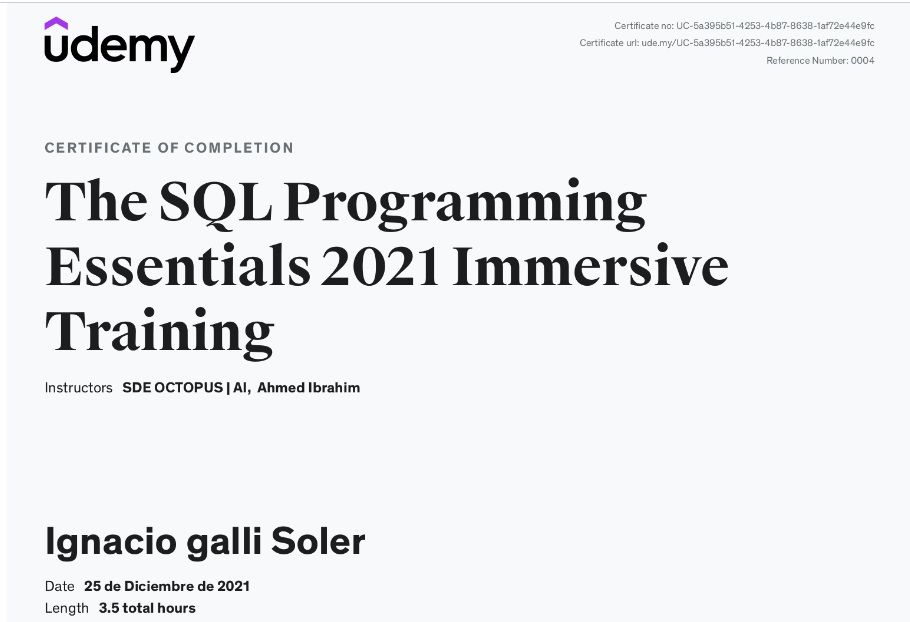 udemy
Certificate no: UC-5a395b51-4253-4b87-8638-1af72e44e9fc
Certificate url: ude.my/UC-5a395b51-4253-4b87-8638-1af72e44e9fc
Reference Number: 0004
CERTIFICATE OF COMPLETION
The SQL Programming
Essentials 2021 Immersive
Training
Instructors SDE OCTOPUS | AI, Ahmed Ibrahim
Ignacio galli Soler
Date 25 de Diciembre de 2021
Length 3.5 total hours